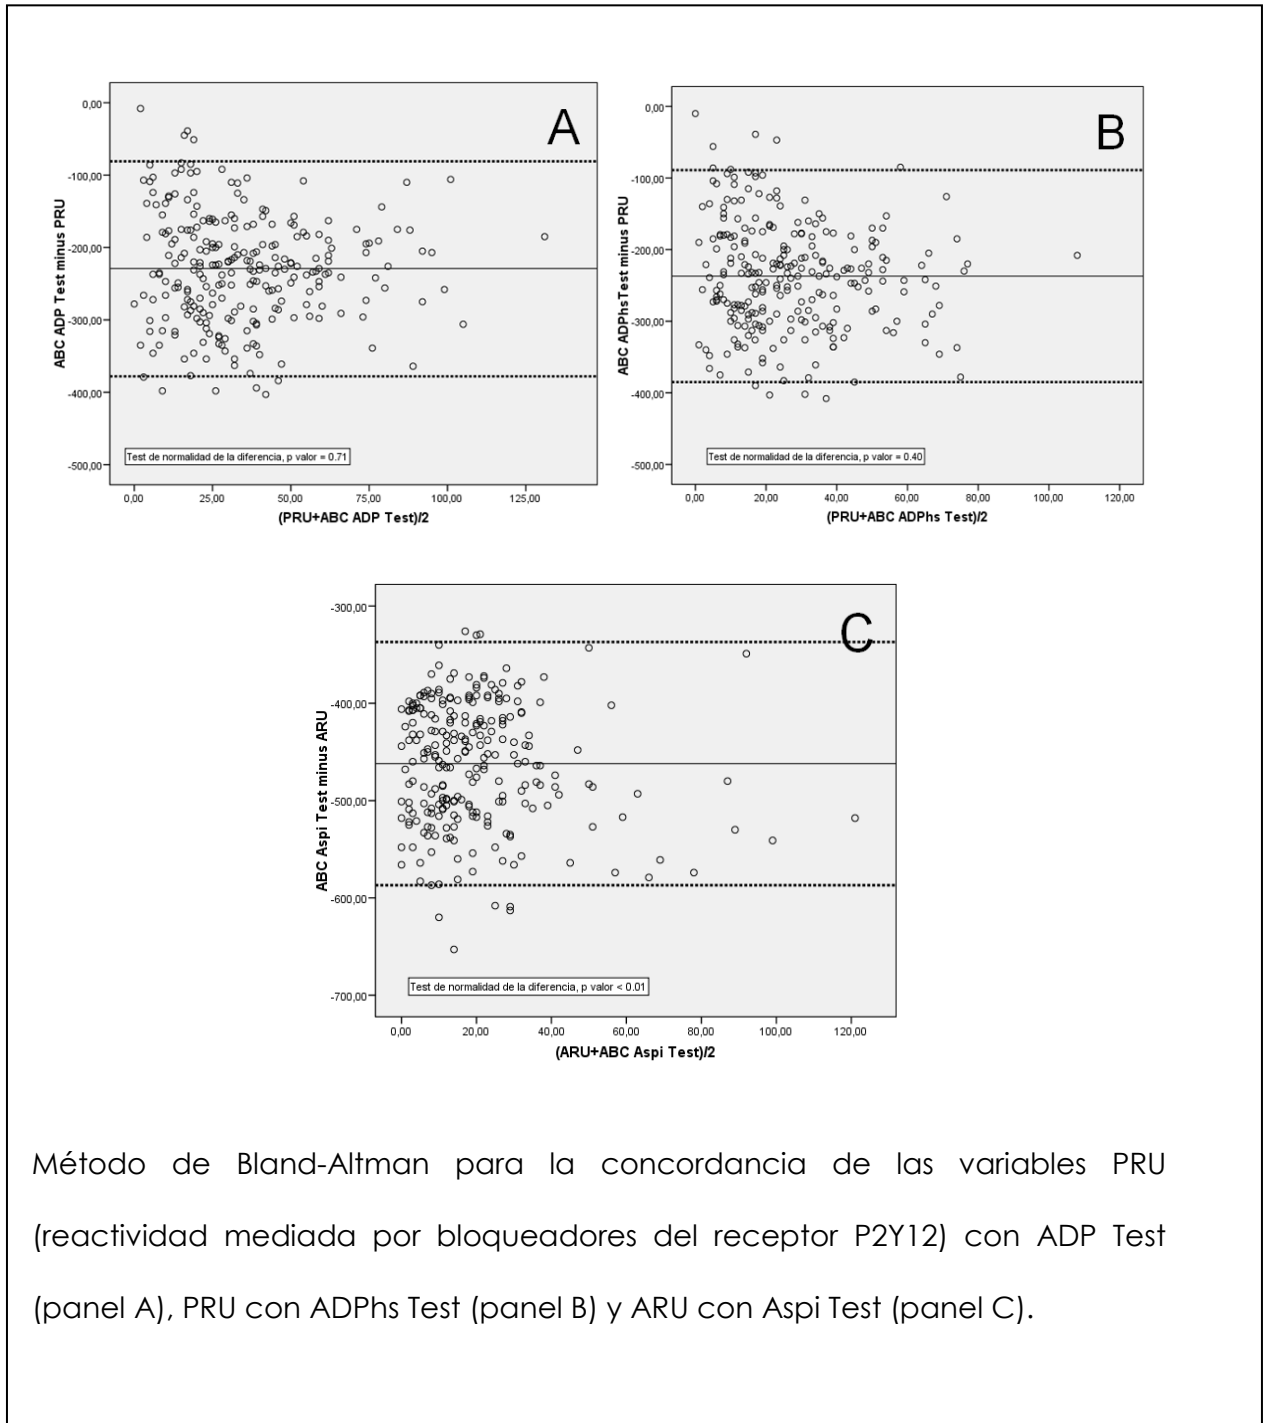 A
0,00
-100,00
-200,00
-300,00
-400,00
-500,00
ABC ADP Test minus PRU
Test de normalidad de la diferencia, p valor = 0.71
0,00 25,00 50,00 75,00 100,00 125,00
(PRU+ABC ADP Test)/2
B
0,00
-100,00
-200,00
-300,00
-400,00
-500,00
ABC ADPhsTest minus PRU
Test de normalidad de la diferencia, p valor = 0.40
0,00 20,00 40,00 60,00 80,00 100,00 120,00
(PRU+ABC ADPhs Test)/2
C
-300,00
-400,00
-500,00
-600,00
-700,00
ABC Aspi Test minus ARU
Test de normalidad de la diferencia, p valor < 0.01
0,00 20,00 40,00 60,00 80,00 100,00 120,00
(ARU+ABC Aspi Test)/2
Método de Bland-Altman para la concordancia de las variables PRU
(reactividad mediada por bloqueadores del receptor P2Y12) con ADP Test
(panel A), PRU con ADPhs Test (panel B) y ARU con Aspi Test (panel C).